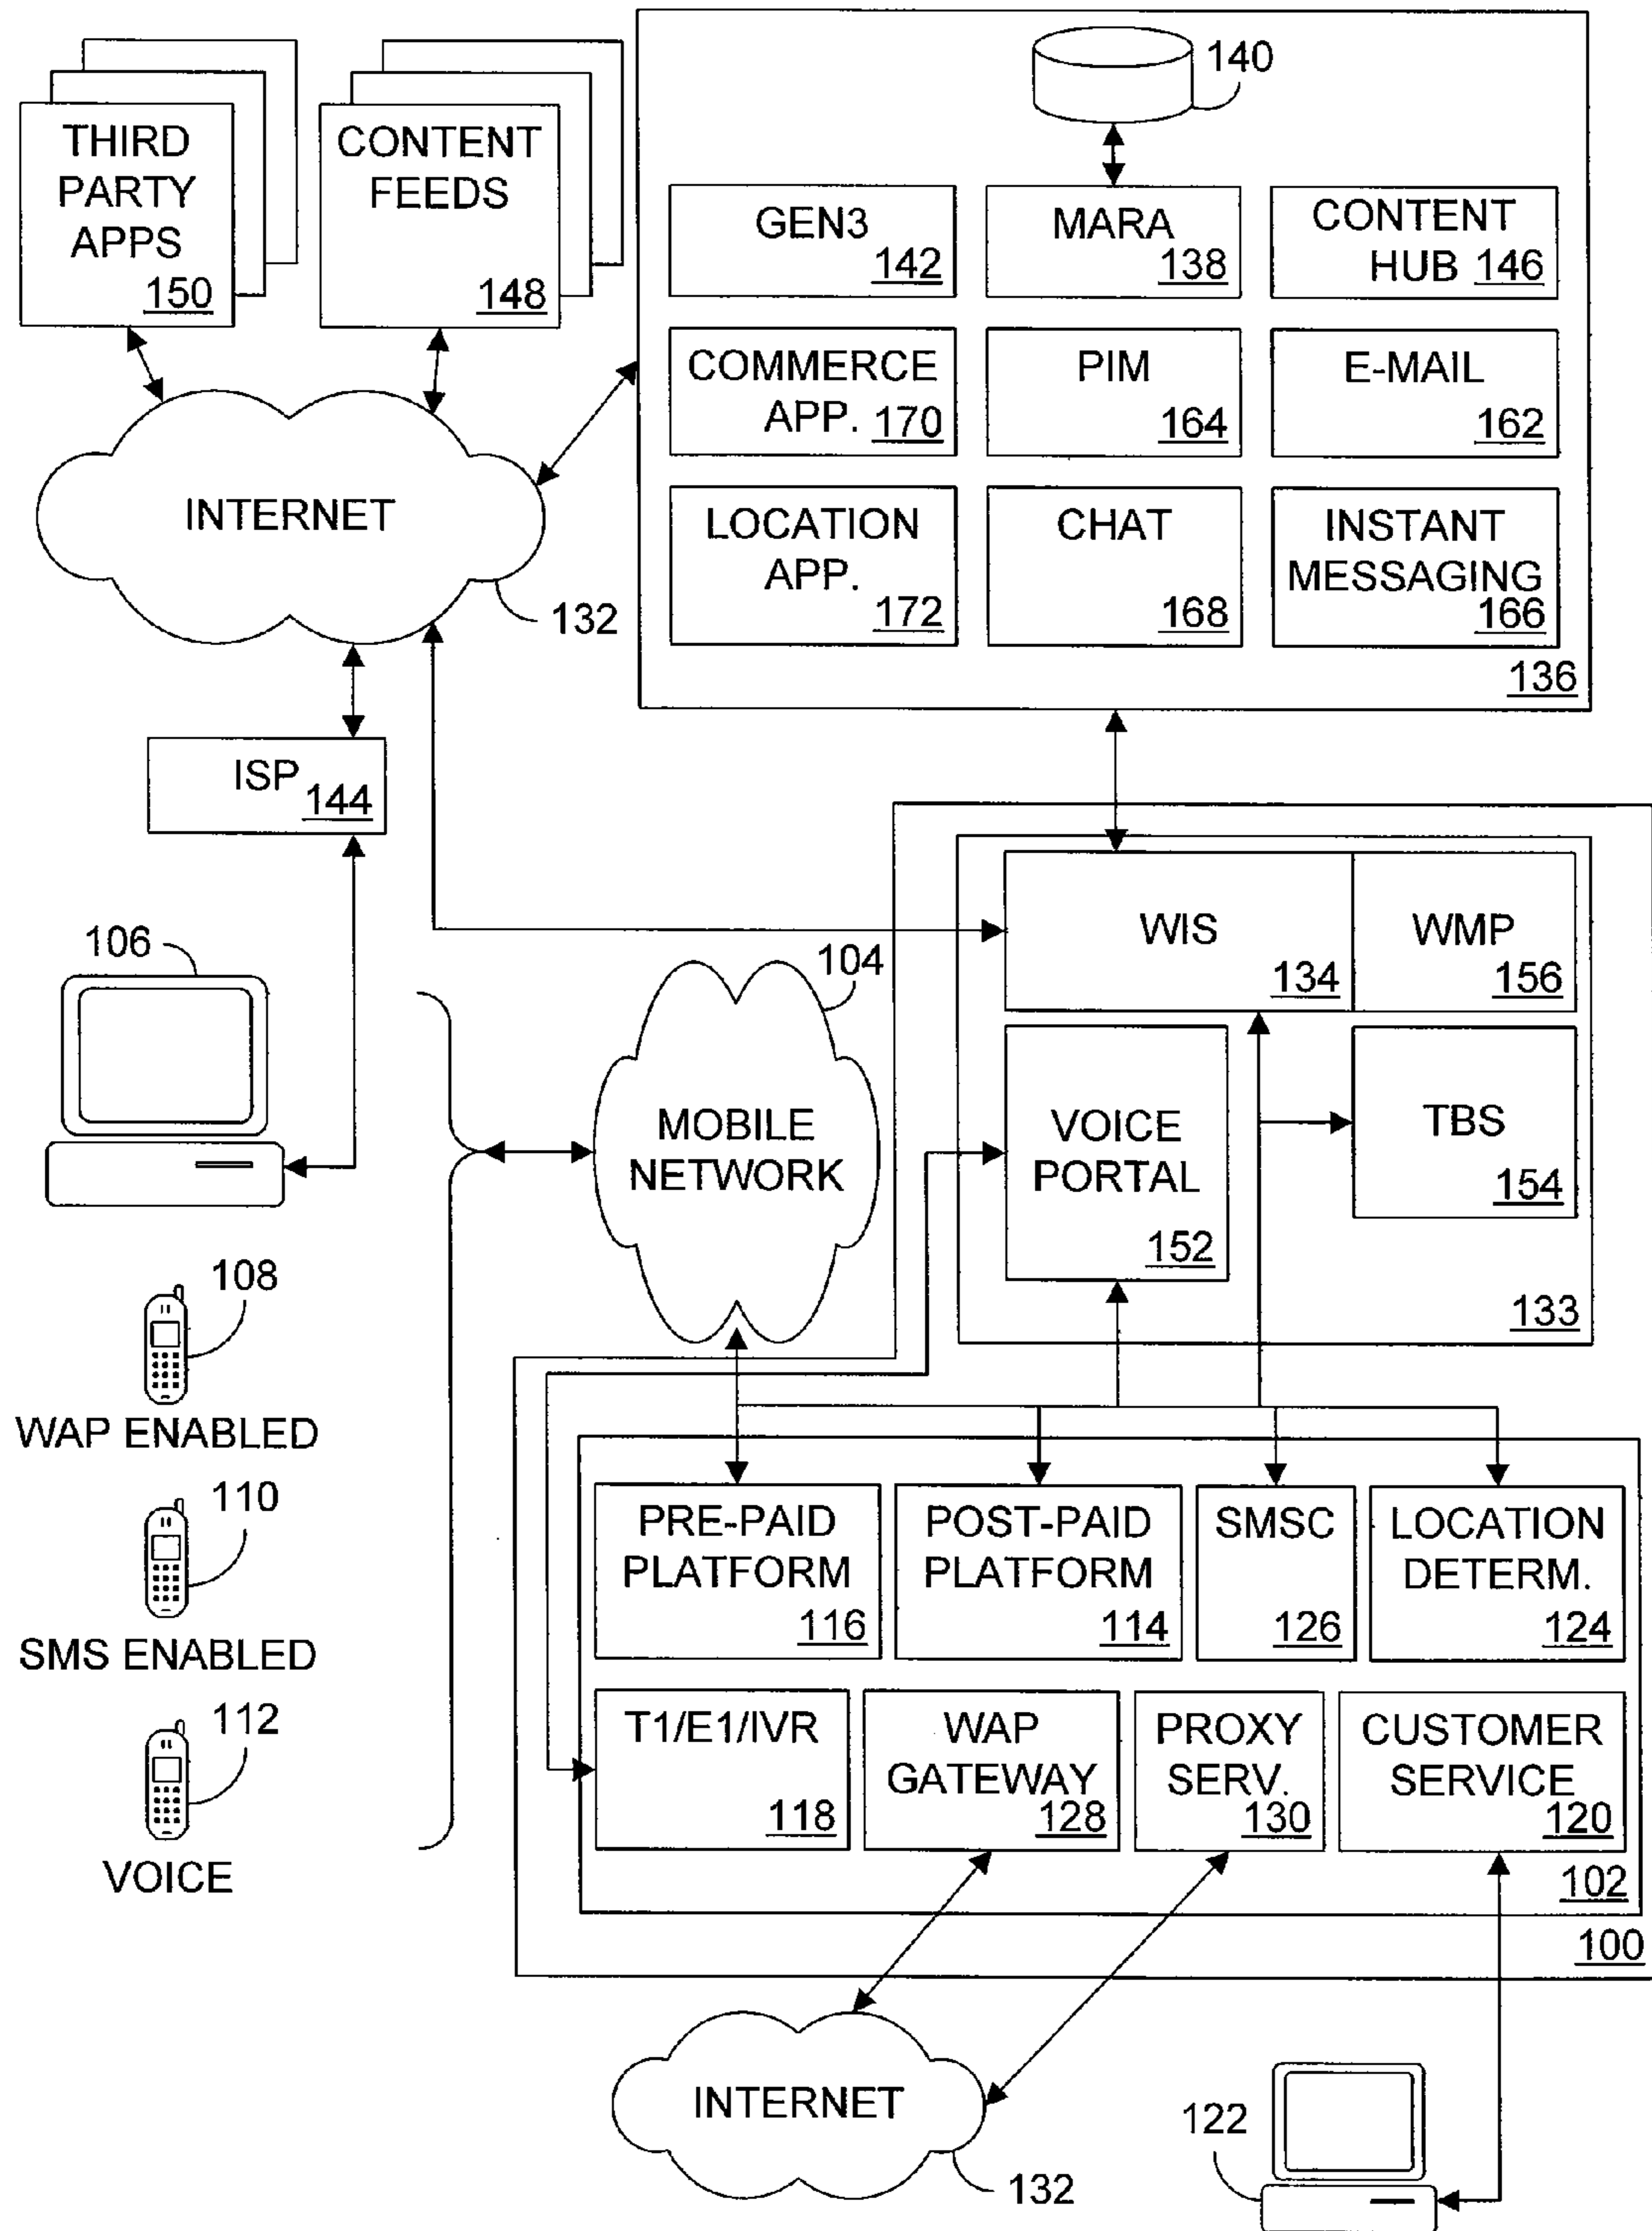 THIRD
PARTY
APPS
150
CONTENT
FEEDS
148
140
GEN3
142
MARA
138
CONTENT
HUB 146
COMMERCE
APP. 170
PIM
164
E-MAIL
162
LOCATION
APP.
172
CHAT
168
INSTANT
MESSAGING
166
136
INTERNET
132
ISP
144
106
104
WIS
134
WMP
156
MOBILE
NETWORK
VOICE
PORTAL
152
TBS
154
133
108
WAP ENABLED
110
SMS ENABLED
112
VOICE
PRE-PAID
PLATFORM
116
POST-PAID
PLATFORM
114
SMSC
126
LOCATION
DETERM.
124
T1/E1/IVR
118
WAP
GATEWAY
128
PROXY
SERV.
130
CUSTOMER
SERVICE
120
102
100
INTERNET
132
122